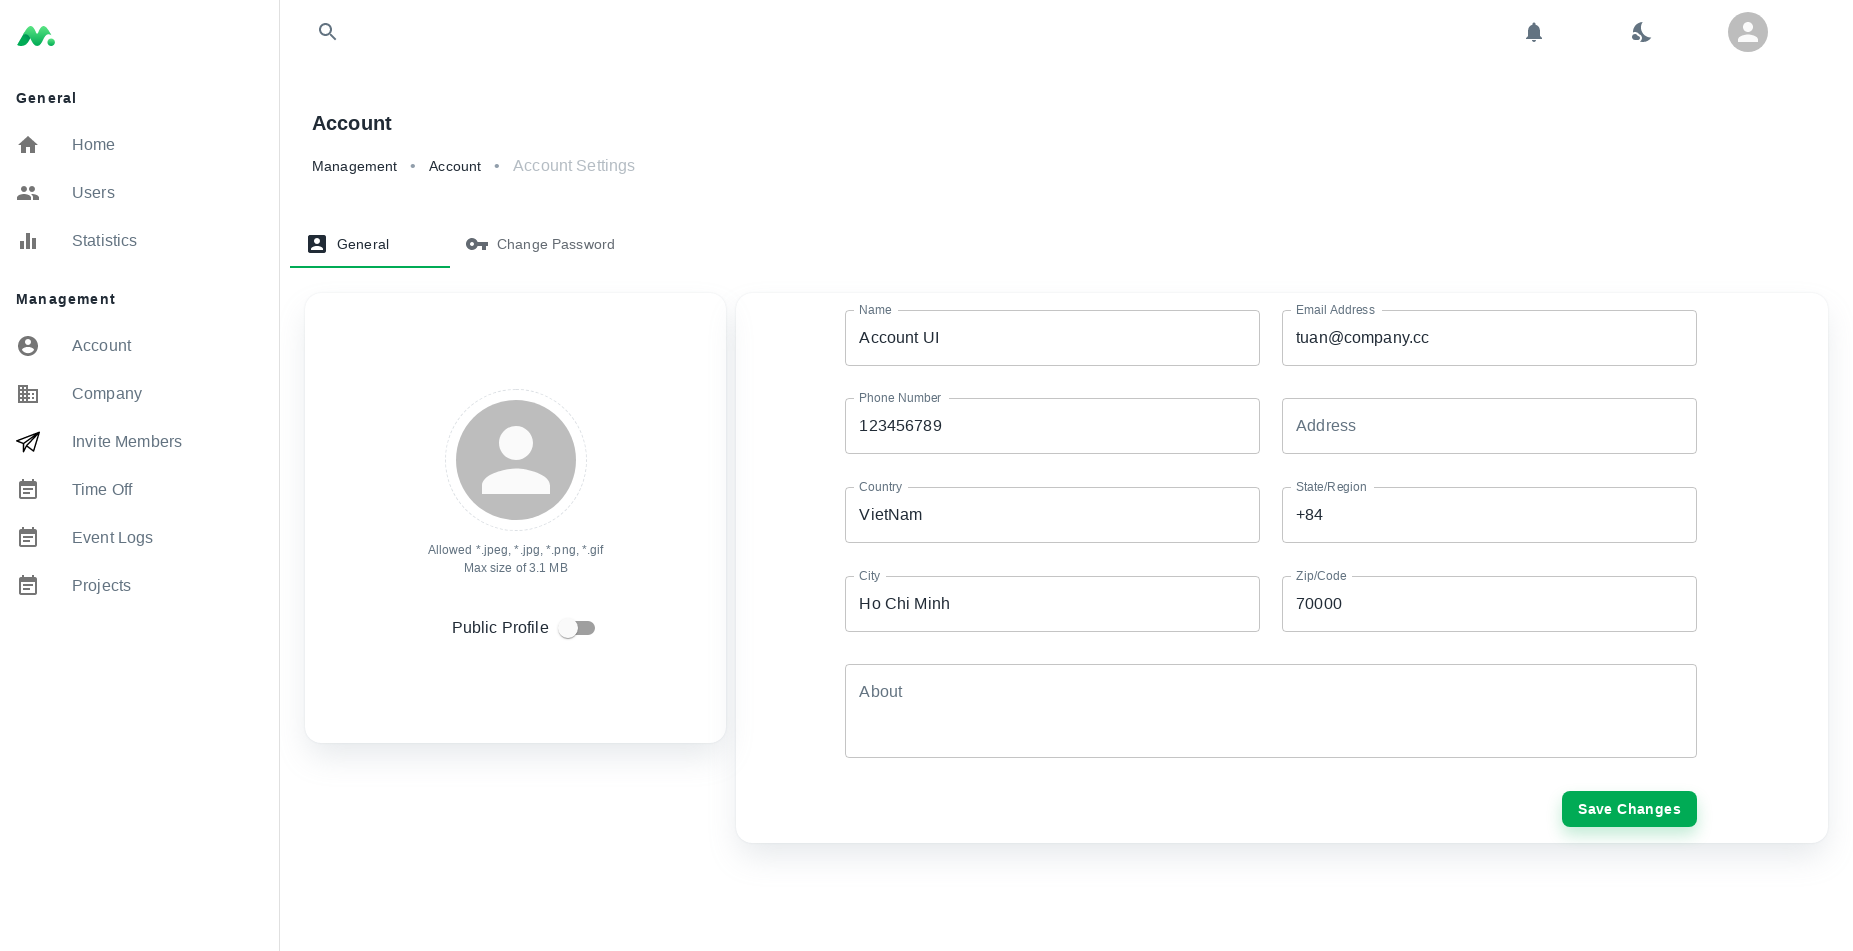 General
Home
Users
Statistics
Management
Account
Company
Invite Members
Time Off
Event Logs
Projects
Account
Management • Account • Account Settings
General
Change Password
Allowed *.jpeg, *.jpg, *.png, *.gif
Max size of 3.1 MB
Public Profile
Name
Account UI
Email Address
tuan@company.cc
Phone Number
123456789
Address
Country
VietNam
State/Region
+84
City
Ho Chi Minh
Zip/Code
70000
About
Save Changes